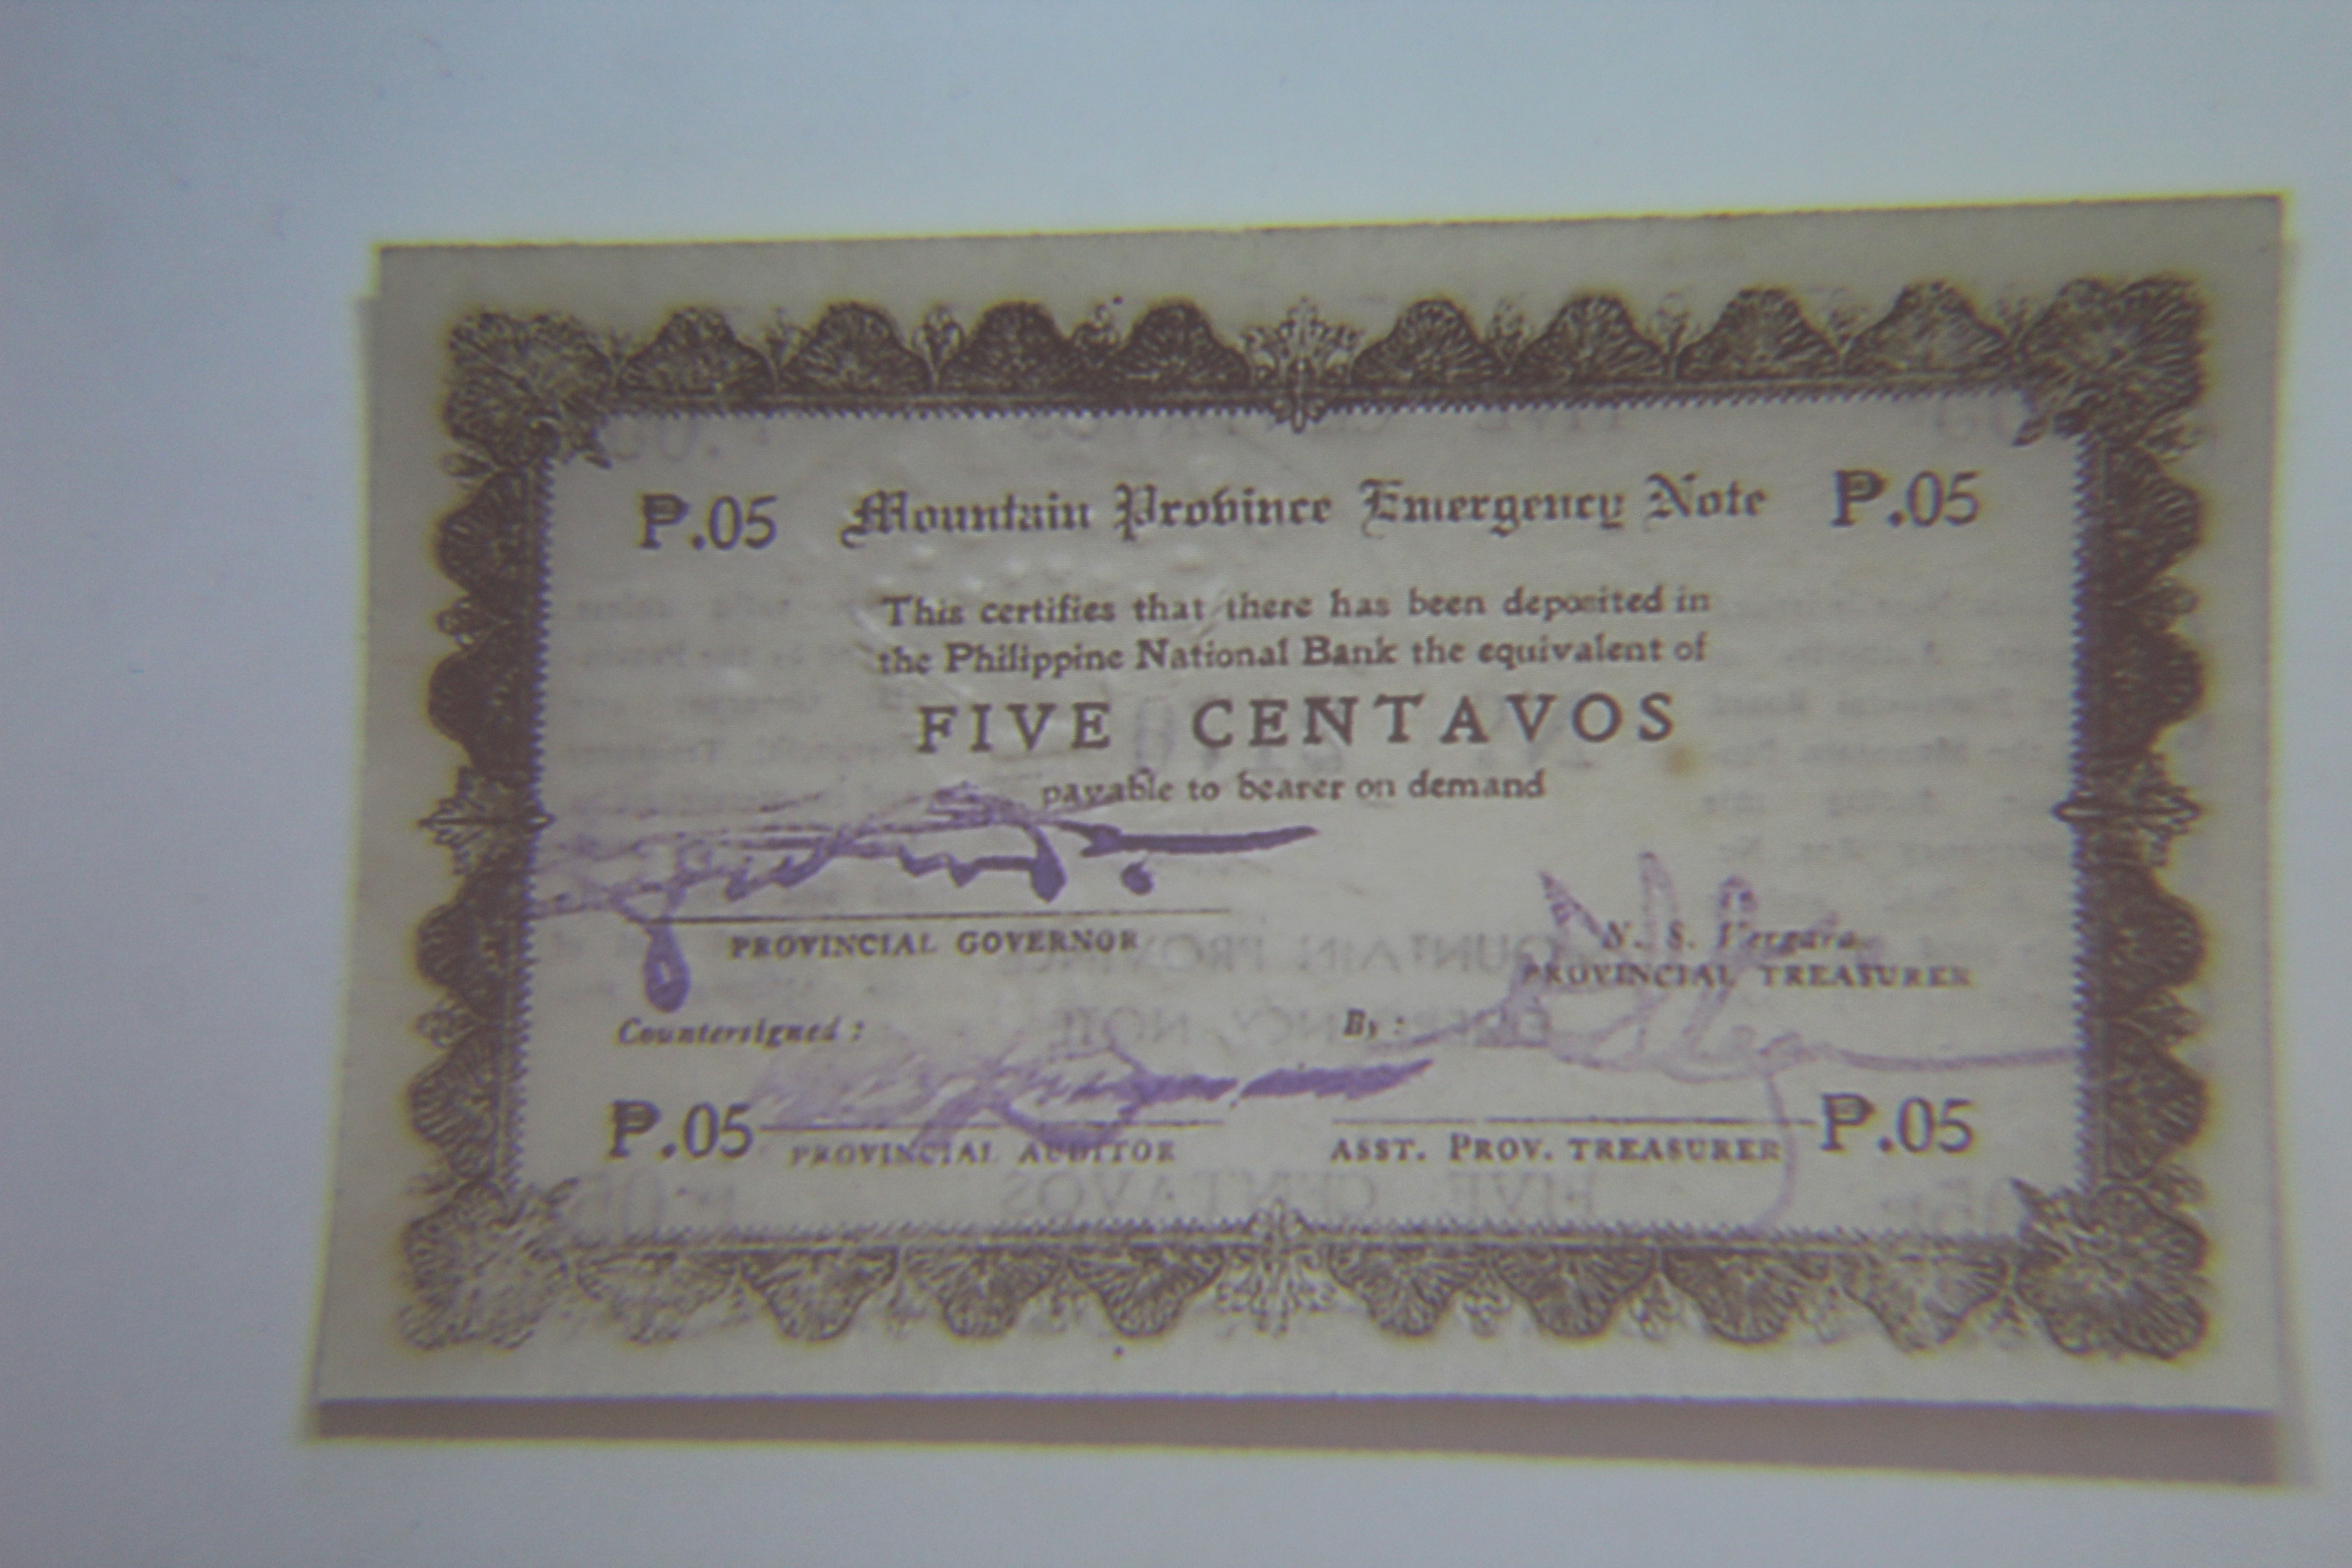 ₱.05 Mountain Province Emergency Note ₱.05
This certifies that there has been deposited in
the Philippine National Bank the equivalent of
FIVE CENTAVOS
payable to bearer on demand
PROVINCIAL GOVERNOR
N. S. Vergara
PROVINCIAL TREASURER
Countersigned :
By :
₱.05 PROVINCIAL AUDITOR
ASST. PROV. TREASURER ₱.05